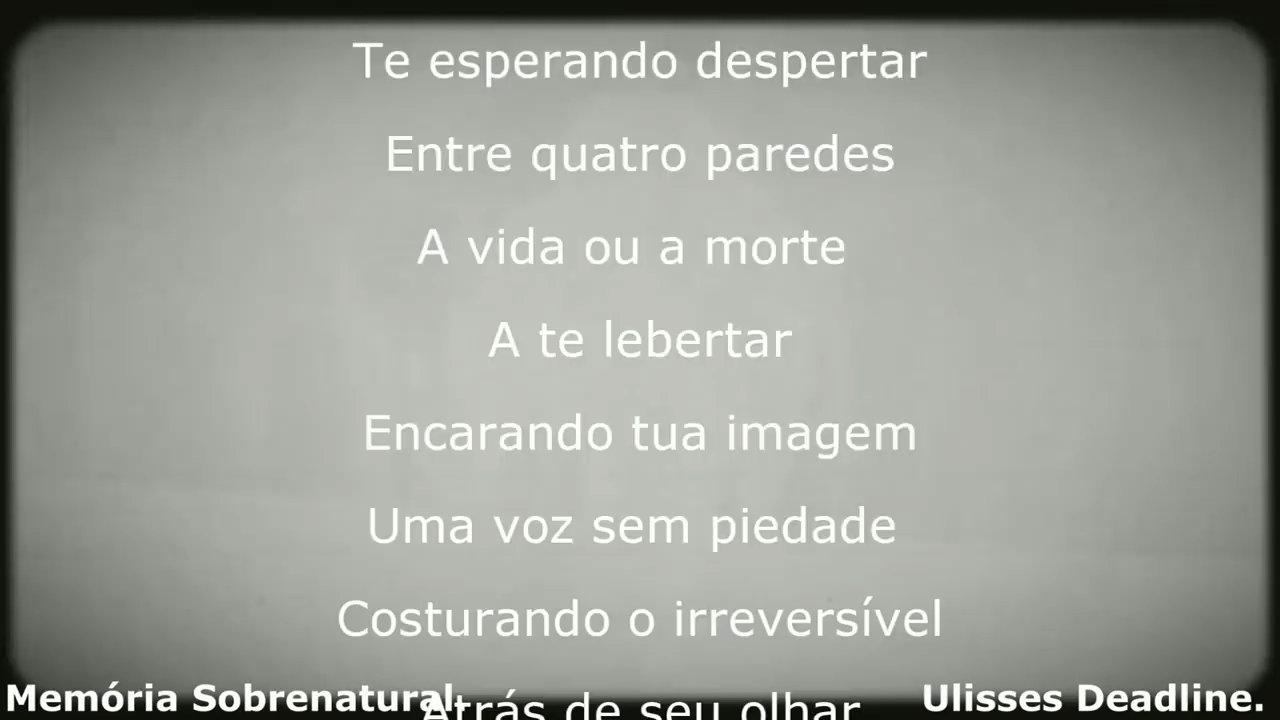 Te esperando despertar
Entre quatro paredes
A vida ou a morte
A te lebertar
Encarando tua imagem
Uma voz sem piedade
Costurando o irreversível
Atrás de seu olhar
Memória Sobrenatural.
Ulisses Deadline.